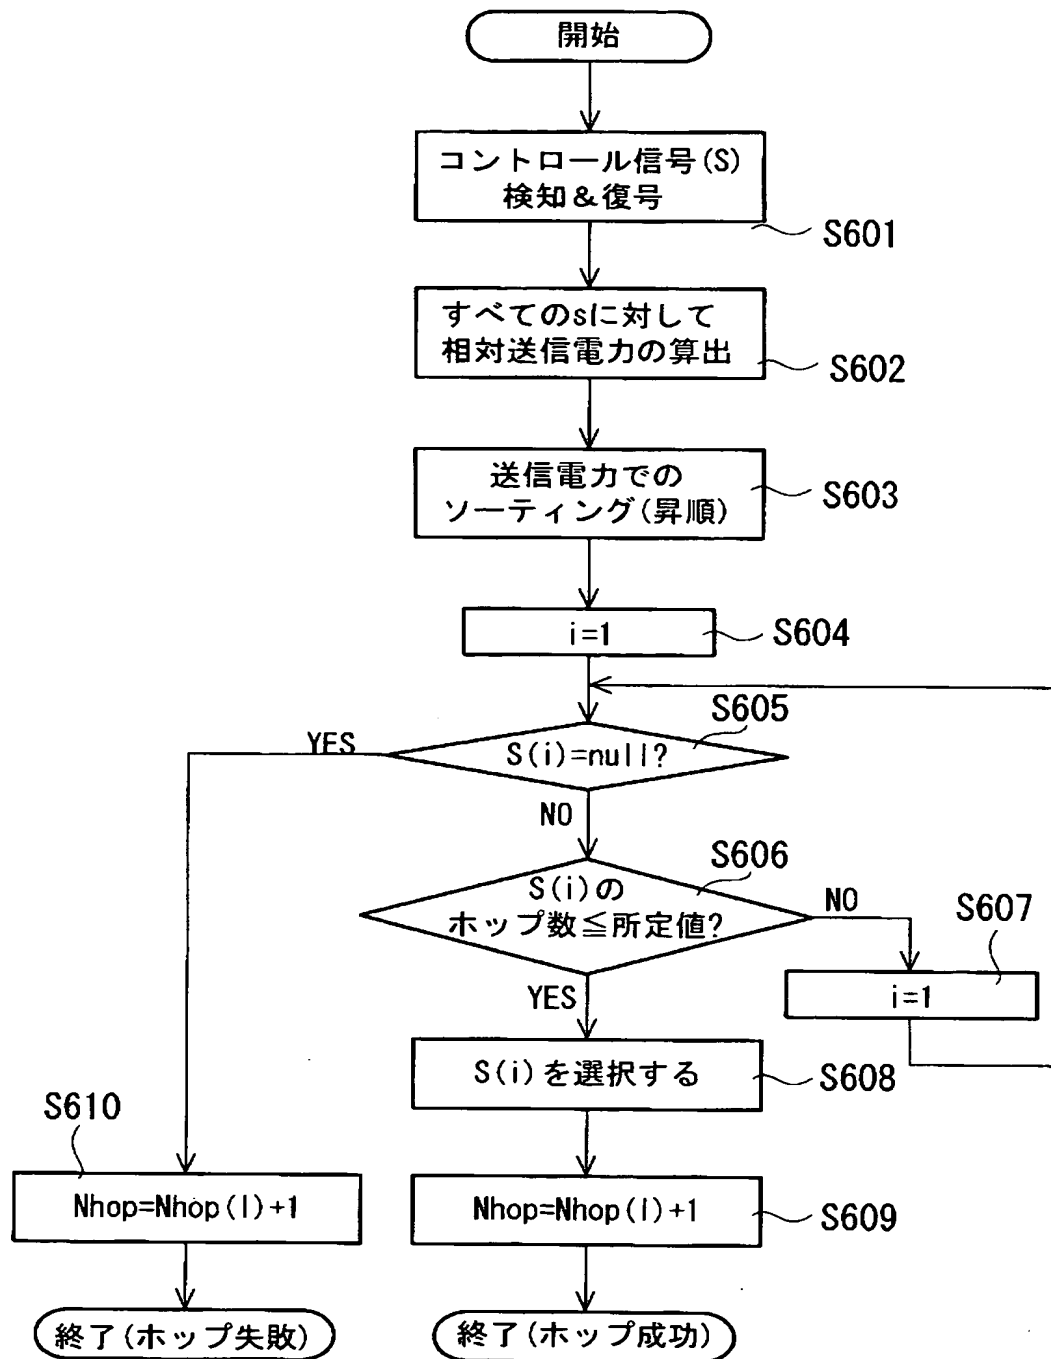 開始
コントロール信号(S)
検知&復号
S601
すべてのsに対して
相対送信電力の算出
S602
送信電力での
ソーティング(昇順)
S603
i=1
S604
S605
S(i)=null?
YES
NO
S606
S(i)の
ホップ数≦所定値?
NO
S607
i=1
YES
S(i)を選択する
S608
S610
Nhop=Nhop(I)+1
Nhop=Nhop(I)+1
S609
終了(ホップ失敗)
終了(ホップ成功)